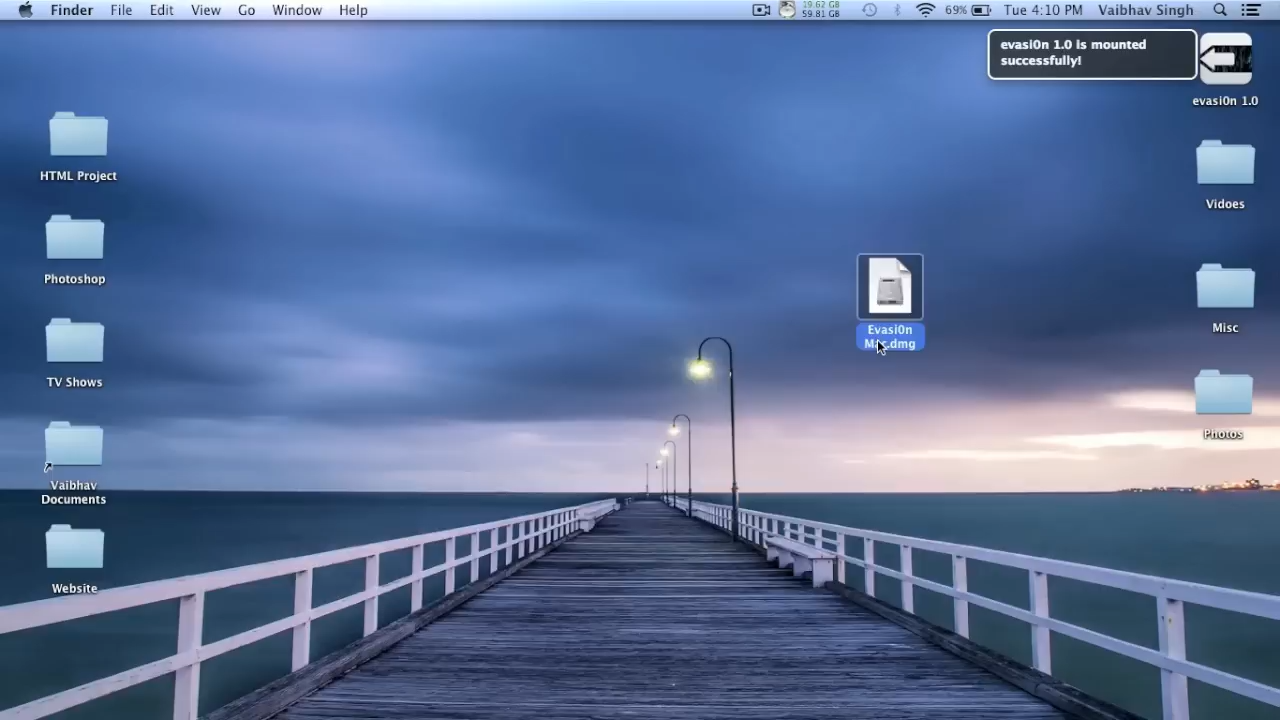 Finder File Edit View Go Window Help 19.62 GB 59.81 GB 69% Tue 4:10 PM Vaibhav Singh
evasi0n 1.0 is mounted
successfully!
evasi0n 1.0
HTML Project
Vidoes
Photoshop
Misc
Evasi0n
Mac.dmg
TV Shows
Photos
Vaibhav
Documents
Website